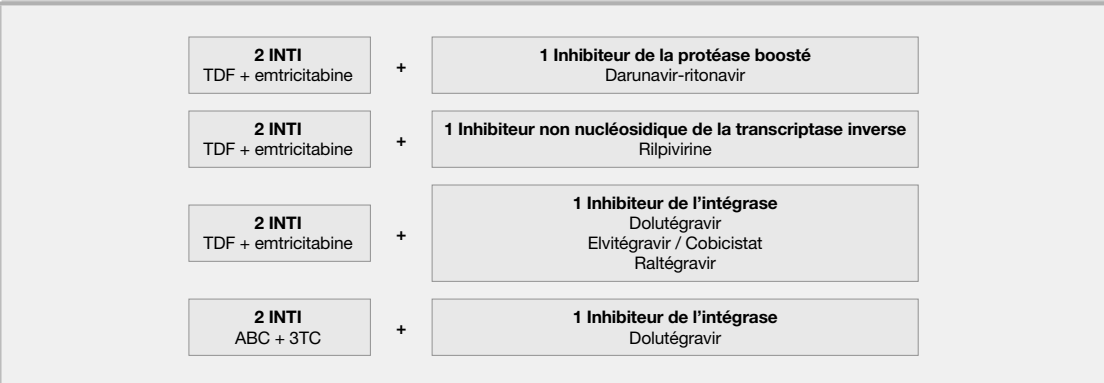 2 INTI
TDF + emtricitabine
+
1 Inhibiteur de la protéase boosté
Darunavir-ritonavir
2 INTI
TDF + emtricitabine
+
1 Inhibiteur non nucléosidique de la transcriptase inverse
Rilpivirine
2 INTI
TDF + emtricitabine
+
1 Inhibiteur de l’intégrase
Dolutégravir
Elvitégravir / Cobicistat
Raltégravir
2 INTI
ABC + 3TC
+
1 Inhibiteur de l’intégrase
Dolutégravir